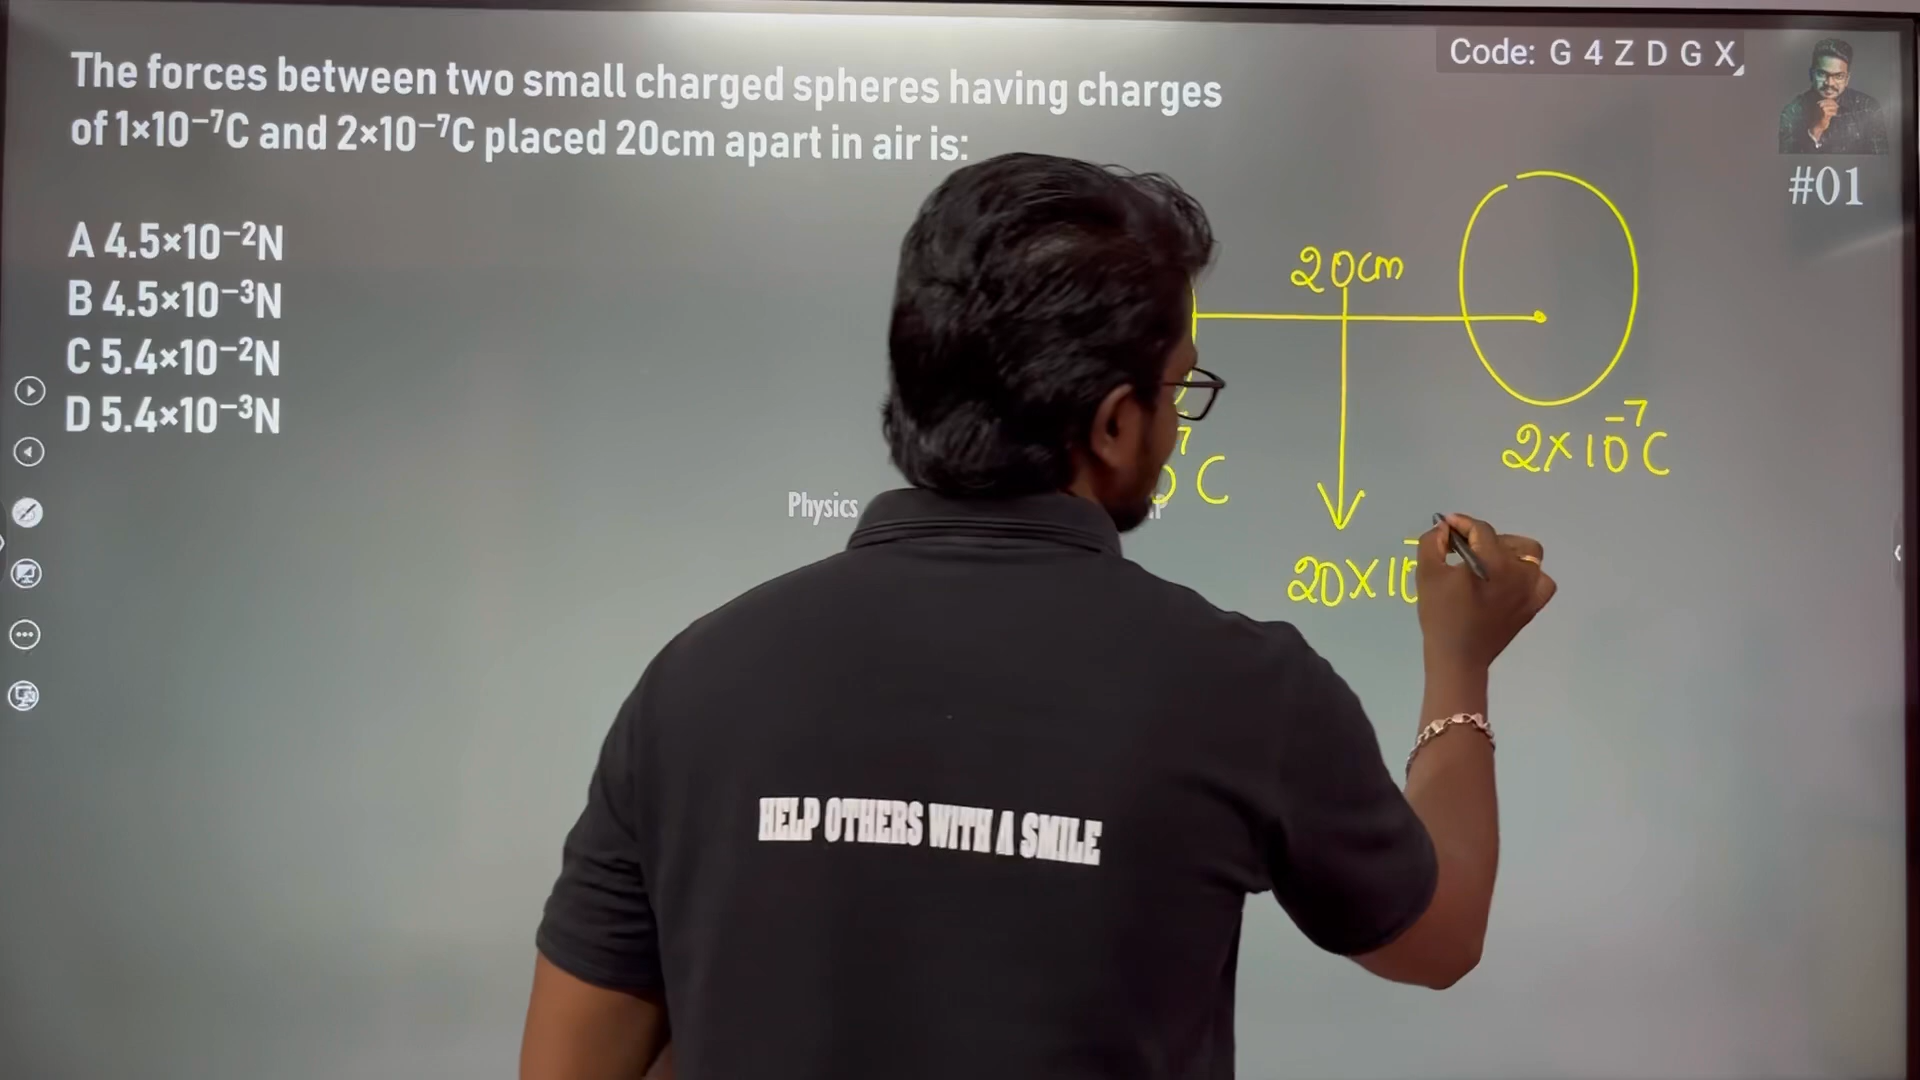 The forces between two small charged spheres having charges
of 1×10⁻⁷C and 2×10⁻⁷C placed 20cm apart in air is:
A 4.5×10⁻²N
B 4.5×10⁻³N
C 5.4×10⁻²N
D 5.4×10⁻³N
Code: G 4 Z D G X
#01
20cm
2×10⁻⁷C
⁷C
Physics
20×10⁻
HELP OTHERS WITH A SMILE